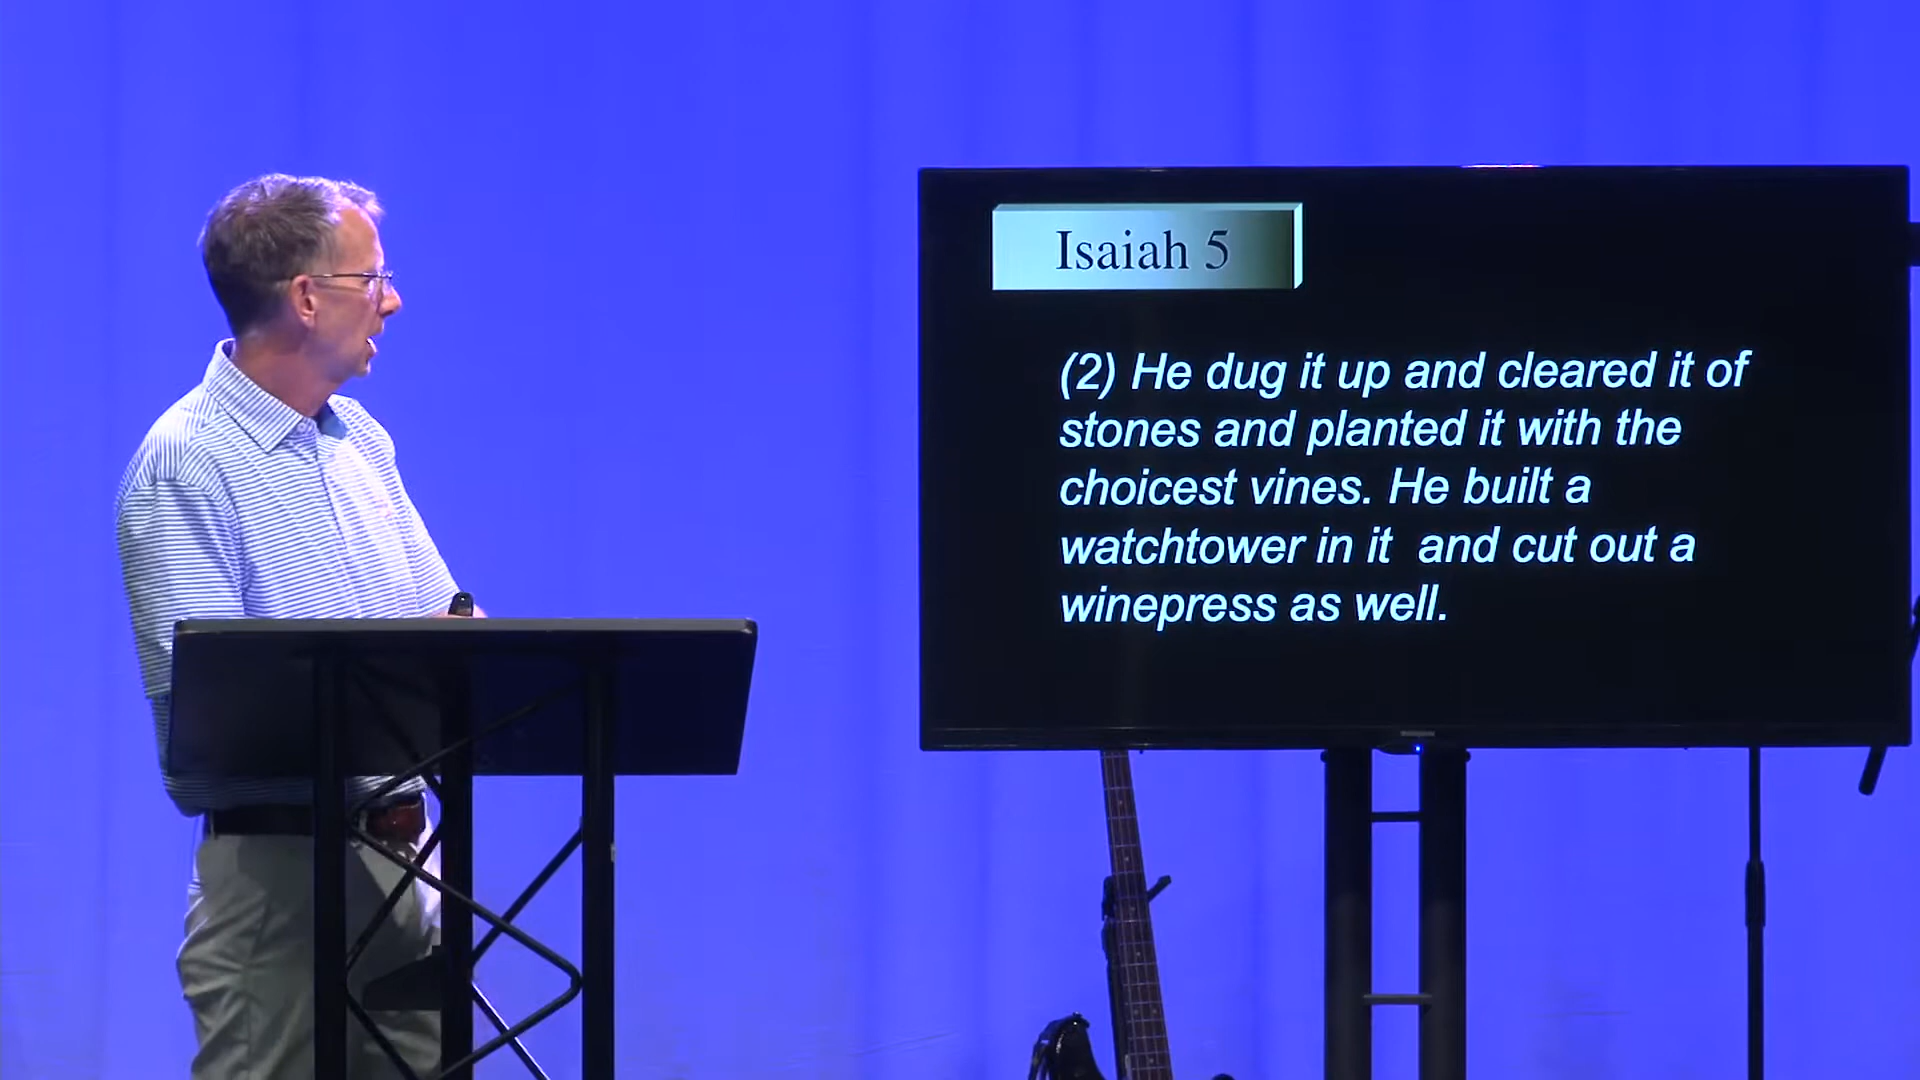 Isaiah 5
(2) He dug it up and cleared it of
stones and planted it with the
choicest vines. He built a
watchtower in it  and cut out a
winepress as well.